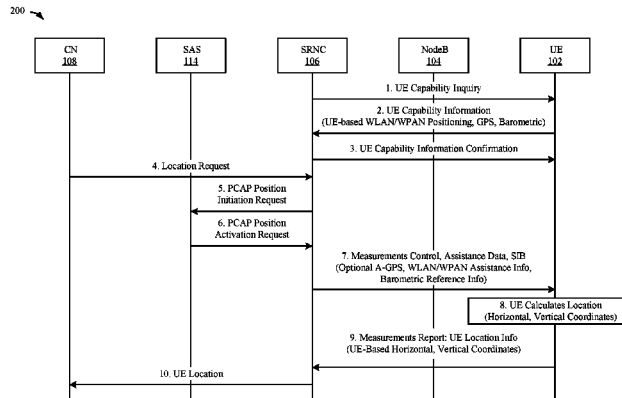 200
CN
108
SAS
114
SRNC
106
NodeB
104
UE
102
1. UE Capability Inquiry
2. UE Capability Information
(UE-based WLAN/WPAN Positioning, GPS, Barometric)
3. UE Capability Information Confirmation
4. Location Request
5. PCAP Position
Initiation Request
6. PCAP Position
Activation Request
7. Measurements Control, Assistance Data, SIB
(Optional A-GPS, WLAN/WPAN Assistance Info,
Barometric Reference Info)
8. UE Calculates Location
(Horizontal, Vertical Coordinates)
9. Measurements Report: UE Location Info
(UE-Based Horizontal, Vertical Coordinates)
10. UE Location